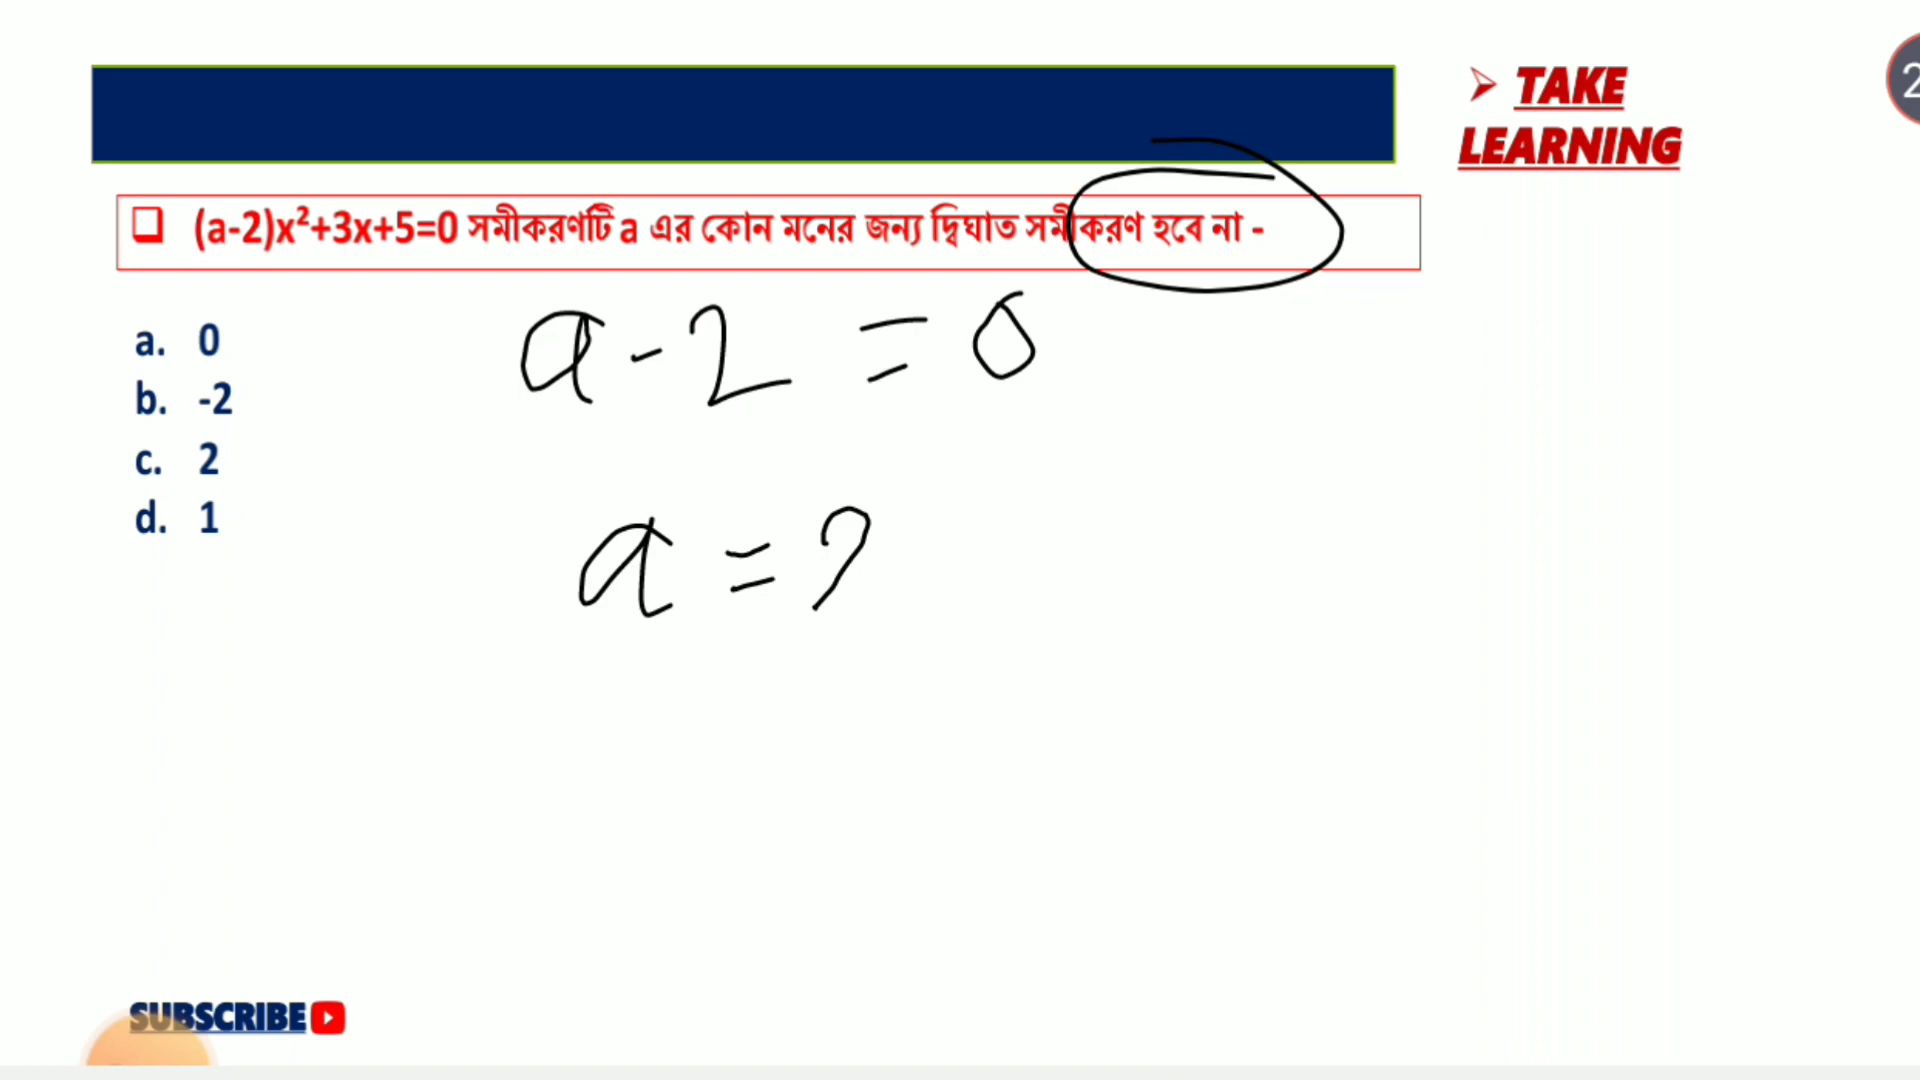 TAKE
LEARNING
(a-2)x²+3x+5=0 সমীকরণটি a এর কোন মনের জন্য দ্বিঘাত সমীকরণ হবে না -
a. 0
b. -2
c. 2
d. 1
a - 2 = 0
a =
SUBSCRIBE
2